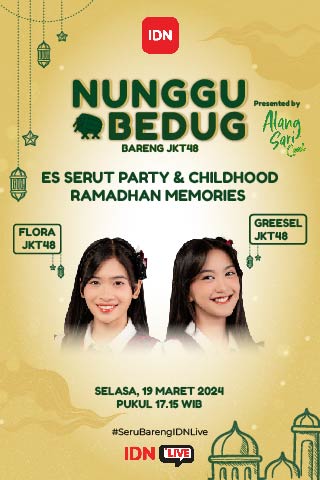 IDN
NUNGGU
BEDUG
BARENG JKT48
Presented by
Alang
Sari
Cool
ES SERUT PARTY & CHILDHOOD
RAMADHAN MEMORIES
FLORA
JKT48
GREESEL
JKT48
SELASA, 19 MARET 2024
PUKUL 17.15 WIB
#SeruBarengIDNLive
IDN LIVE